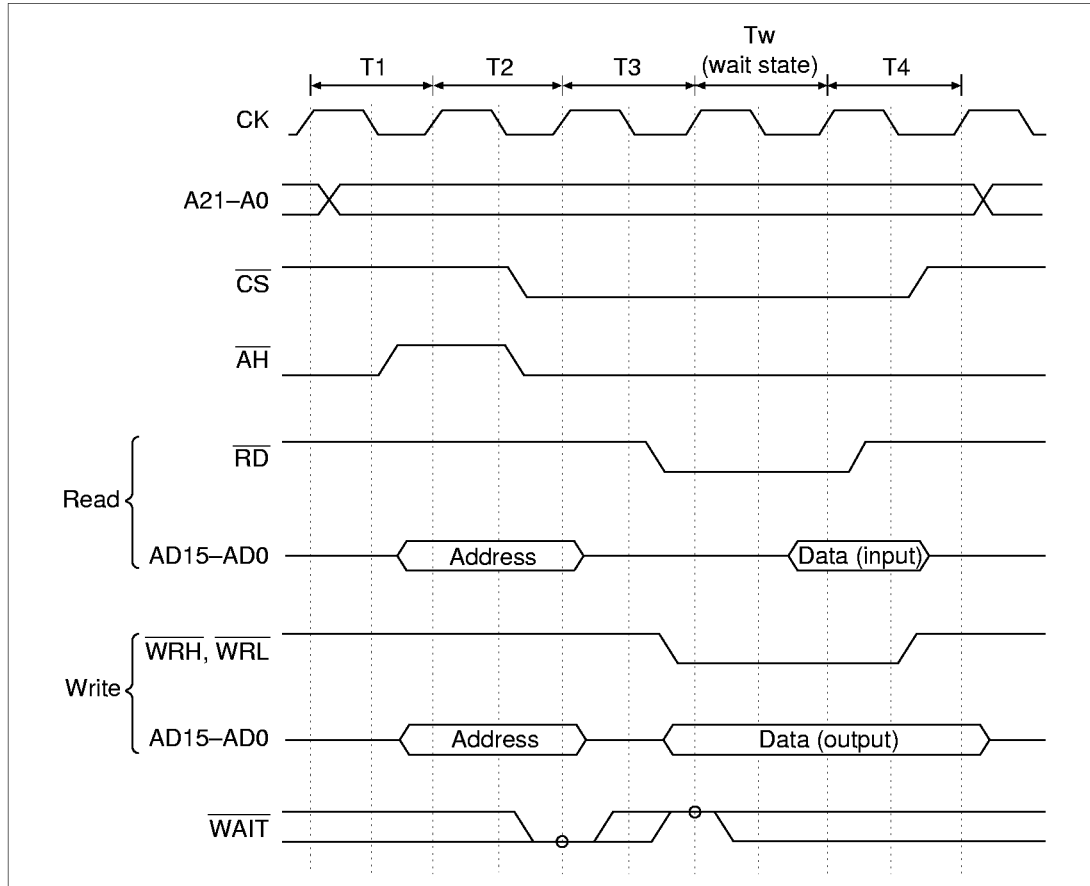 Tw
T1 T2 T3 (wait state) T4
CK
A21–A0
CS
AH
RD
Read
AD15–AD0 Address Data (input)
WRH, WRL
Write
AD15–AD0 Address Data (output)
WAIT